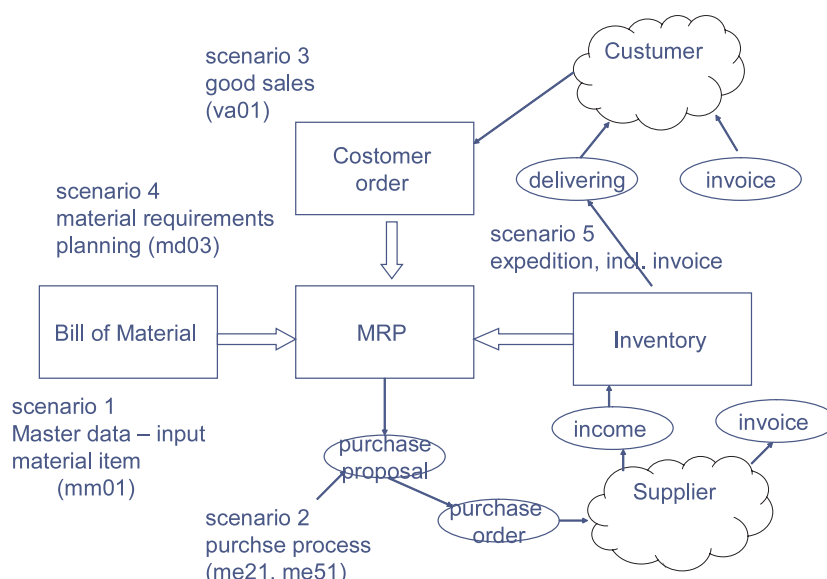 scenario 3
good sales
(va01)
Custumer
Costomer
order
delivering
invoice
scenario 4
material requirements
planning (md03)
scenario 5
expedition, incl. invoice
Bill of Material
MRP
Inventory
scenario 1
Master data – input
material item
(mm01)
income
invoice
purchase
proposal
Supplier
scenario 2
purchse process
(me21, me51)
purchase
order